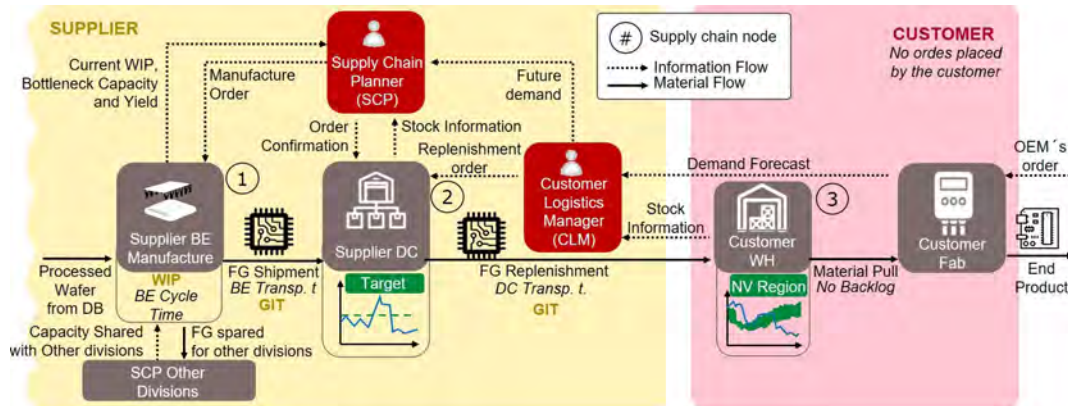 SUPPLIER
CUSTOMER
No ordes placed
by the customer
# Supply chain node
Information Flow
Material Flow
Current WIP,
Bottleneck Capacity
and Yield
Supply Chain
Planner
(SCP)
Manufacture
Order
Future
demand
Order
Confirmation
Stock Information
Replenishment
order
Demand Forecast
OEM´s
order
1
2
3
Supplier BE
Manufacture
Supplier DC
Customer
Logistics
Manager
(CLM)
Stock
Information
Customer
WH
Customer
Fab
Processed
Wafer
from DB
WIP
BE Cycle
Time
FG Shipment
BE Transp. t
GIT
Target
FG Replenishment
DC Transp. t.
GIT
NV Region
Material Pull
No Backlog
End
Product
Capacity Shared
with Other divisions
FG spared
for other divisions
SCP Other
Divisions